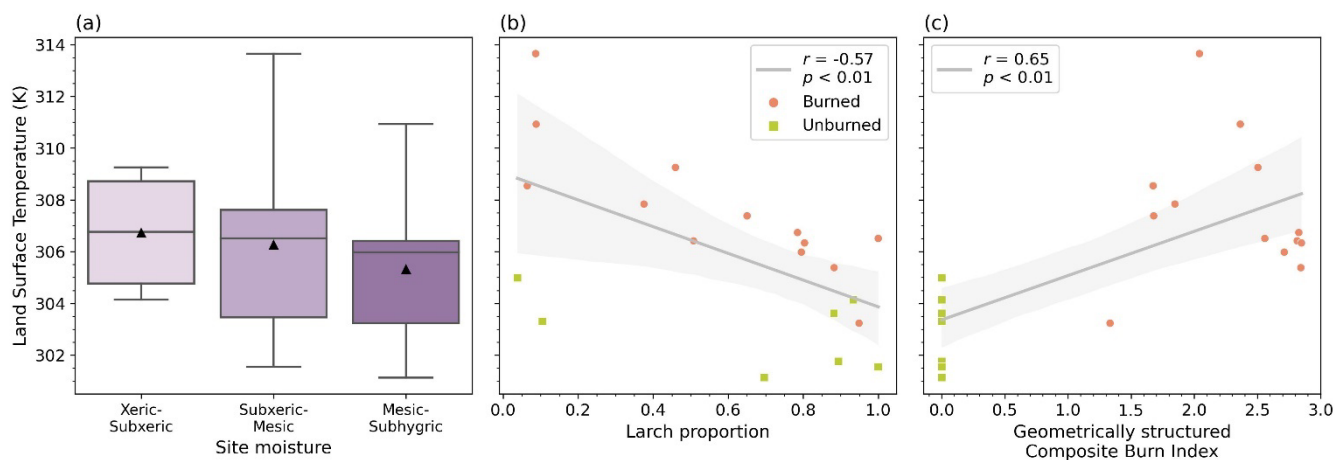 (a)
(b)
(c)
Land Surface Temperature (K)
314
312
310
308
306
304
302
Xeric-
Subxeric
Subxeric-
Mesic
Mesic-
Subhygric
Site moisture
r = -0.57
p < 0.01
Burned
Unburned
0.0 0.2 0.4 0.6 0.8 1.0
Larch proportion
r = 0.65
p < 0.01
0.0 0.5 1.0 1.5 2.0 2.5 3.0
Geometrically structured
Composite Burn Index